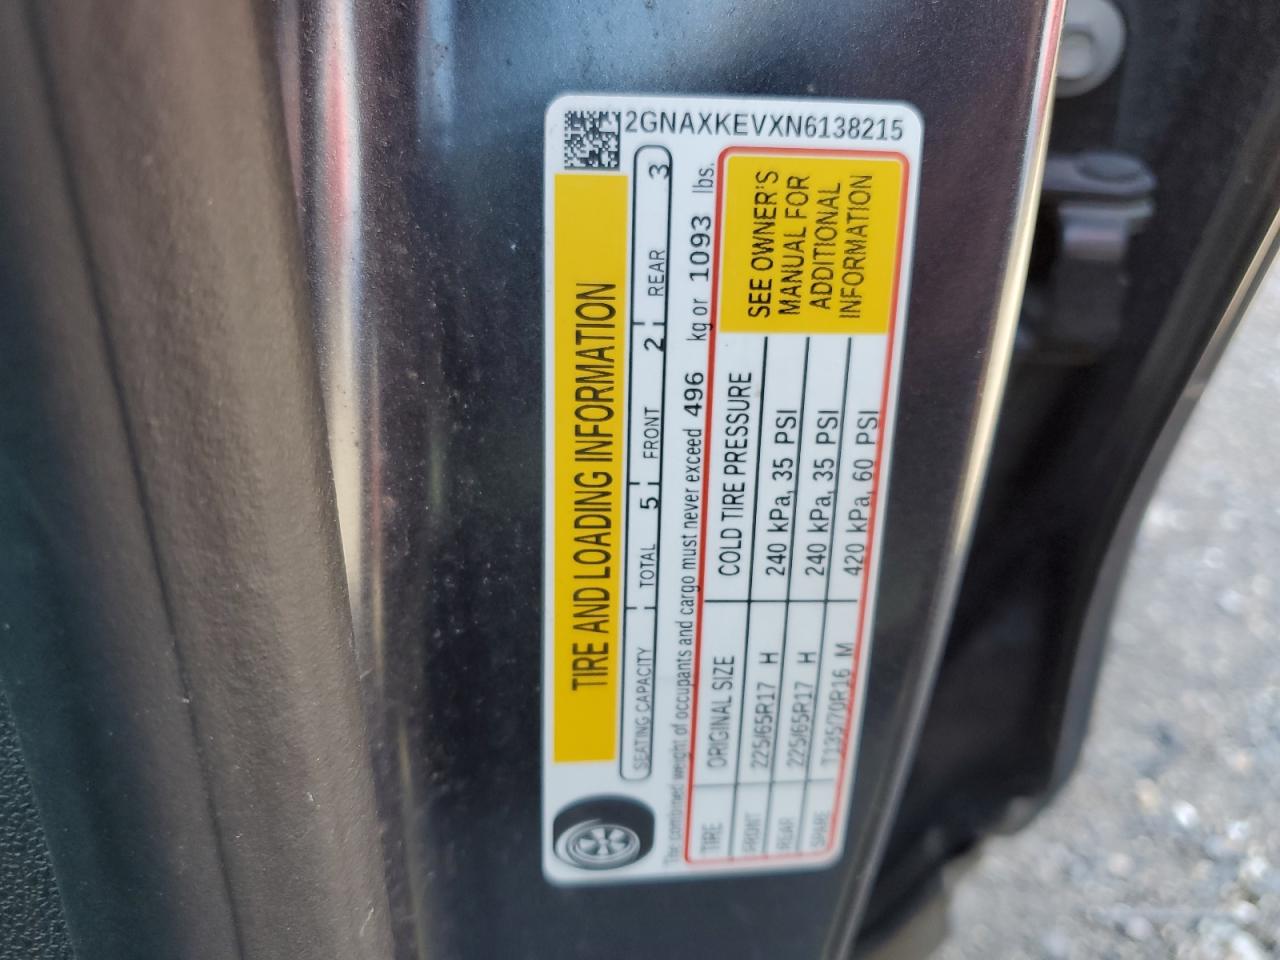 2GNAXKEVXN6138215
TIRE AND LOADING INFORMATION
SEATING CAPACITY TOTAL 5 FRONT 2 REAR 3
The combined weight of occupants and cargo must never exceed 496 kg or 1093 lbs.
TIRE ORIGINAL SIZE COLD TIRE PRESSURE
FRONT 225/65R17 H 240 kPa, 35 PSI
REAR 225/65R17 H 240 kPa, 35 PSI
SPARE T135/70R16 M 420 kPa, 60 PSI
SEE OWNER'S
MANUAL FOR
ADDITIONAL
INFORMATION